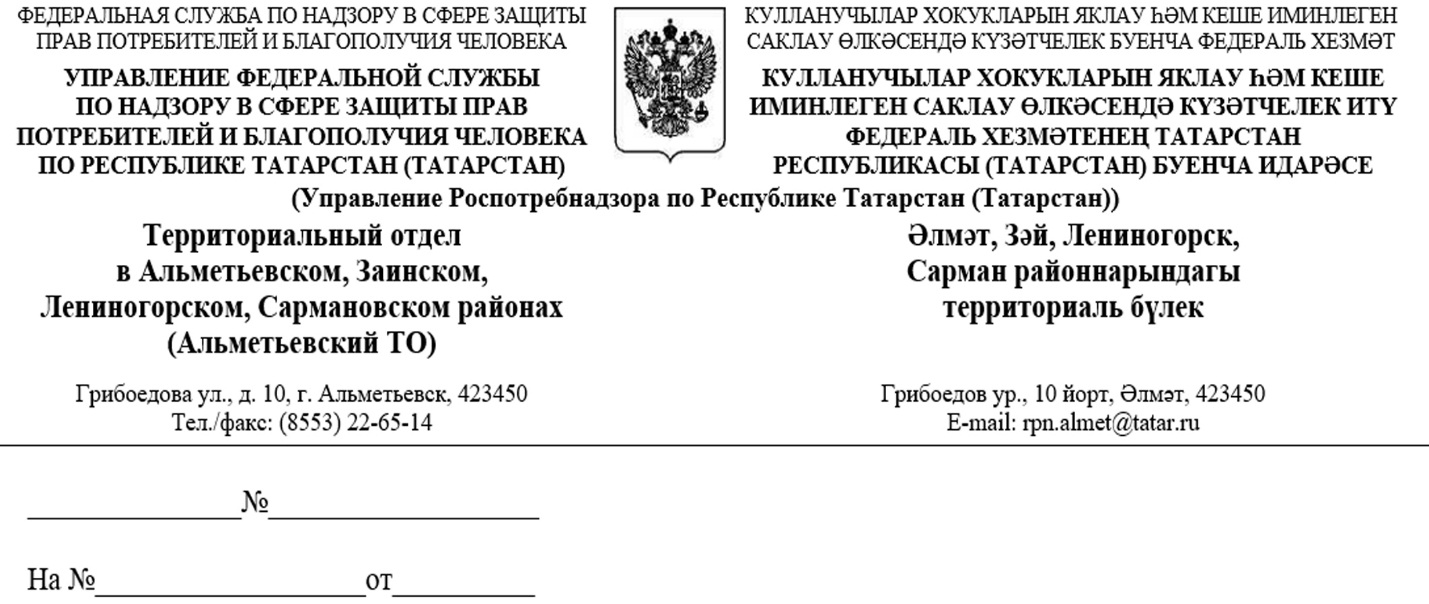 ФЕДЕРАЛЬНАЯ СЛУЖБА ПО НАДЗОРУ В СФЕРЕ ЗАЩИТЫ
ПРАВ ПОТРЕБИТЕЛЕЙ И БЛАГОПОЛУЧИЯ ЧЕЛОВЕКА
УПРАВЛЕНИЕ ФЕДЕРАЛЬНОЙ СЛУЖБЫ
ПО НАДЗОРУ В СФЕРЕ ЗАЩИТЫ ПРАВ
ПОТРЕБИТЕЛЕЙ И БЛАГОПОЛУЧИЯ ЧЕЛОВЕКА
ПО РЕСПУБЛИКЕ ТАТАРСТАН (ТАТАРСТАН)
КУЛЛАНУЧЫЛАР ХОКУКЛАРЫН ЯКЛАУ ҺӘМ КЕШЕ ИМИНЛЕГЕН
САКЛАУ ӨЛКӘСЕНДӘ КҮЗӘТЧЕЛЕК БУЕНЧА ФЕДЕРАЛЬ ХЕЗМӘТ
КУЛЛАНУЧЫЛАР ХОКУКЛАРЫН ЯКЛАУ ҺӘМ КЕШЕ
ИМИНЛЕГЕН САКЛАУ ӨЛКӘСЕНДӘ КҮЗӘТЧЕЛЕК ИТҮ
ФЕДЕРАЛЬ ХЕЗМӘТЕНЕҢ ТАТАРСТАН
РЕСПУБЛИКАСЫ (ТАТАРСТАН) БУЕНЧА ИДАРӘСЕ
(Управление Роспотребнадзора по Республике Татарстан (Татарстан))
Территориальный отдел
в Альметьевском, Заинском,
Лениногорском, Сармановском районах
(Альметьевский ТО)
Әлмәт, Зәй, Лениногорск,
Сарман районнарындагы
территориаль бүлек
Грибоедова ул., д. 10, г. Альметьевск, 423450
Тел./факс: (8553) 22-65-14
Грибоедов ур., 10 йорт, Әлмәт, 423450
E-mail: rpn.almet@tatar.ru
_______________№___________________
На №___________________от__________